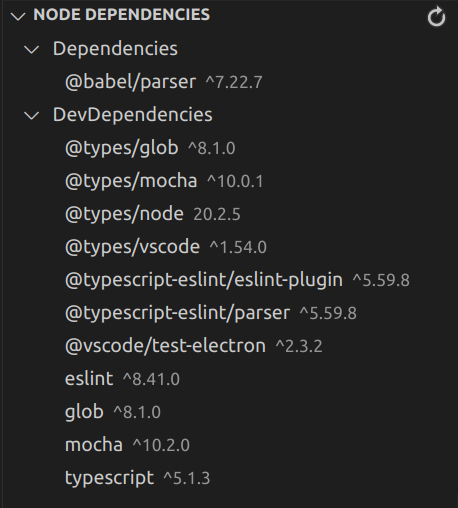 NODE DEPENDENCIES
Dependencies
@babel/parser ^7.22.7
DevDependencies
@types/glob ^8.1.0
@types/mocha ^10.0.1
@types/node 20.2.5
@types/vscode ^1.54.0
@typescript-eslint/eslint-plugin ^5.59.8
@typescript-eslint/parser ^5.59.8
@vscode/test-electron ^2.3.2
eslint ^8.41.0
glob ^8.1.0
mocha ^10.2.0
typescript ^5.1.3